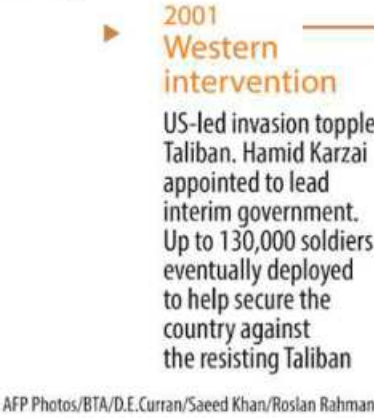 2001
Western
intervention
US-led invasion topple
Taliban. Hamid Karzai
appointed to lead
interim government.
Up to 130,000 soldiers
eventually deployed
to help secure the
country against
the resisting Taliban
AFP Photos/BTA/D.E.Curran/Saeed Khan/Roslan Rahman